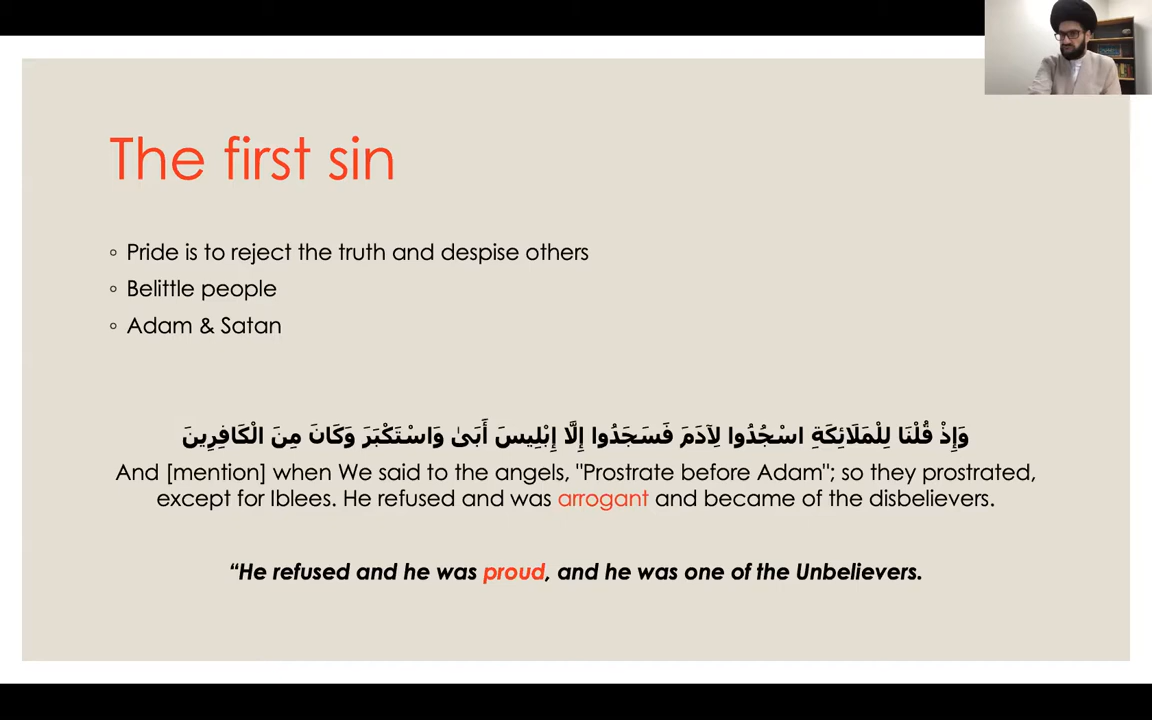 The first sin
◦ Pride is to reject the truth and despise others
◦ Belittle people
◦ Adam & Satan
وَإِذْ قُلْنَا لِلْمَلَائِكَةِ اسْجُدُوا لِآدَمَ فَسَجَدُوا إِلَّا إِبْلِيسَ أَبَىٰ وَاسْتَكْبَرَ وَكَانَ مِنَ الْكَافِرِينَ
And [mention] when We said to the angels, "Prostrate before Adam"; so they prostrated,
except for Iblees. He refused and was arrogant and became of the disbelievers.
“He refused and he was proud, and he was one of the Unbelievers.